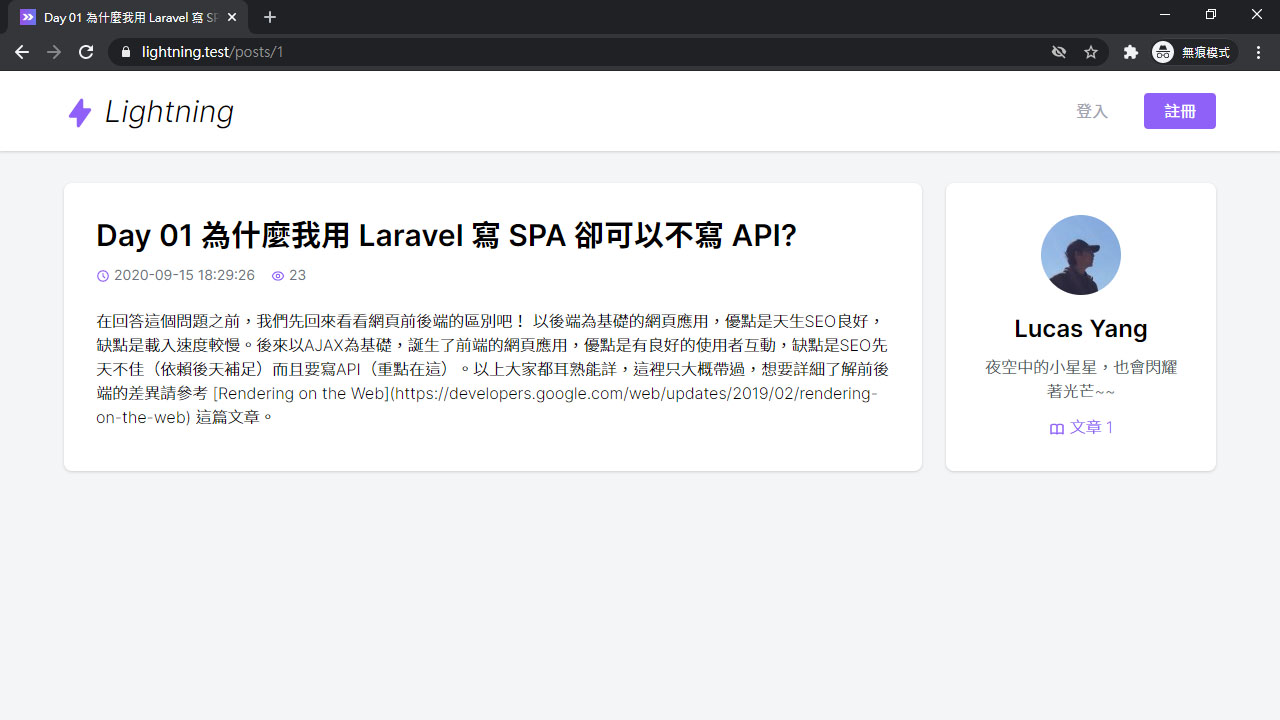 Day 01 為什麼我用 Laravel 寫 SP
lightning.test/posts/1
無痕模式
Lightning
登入
註冊
Day 01 為什麼我用 Laravel 寫 SPA 卻可以不寫 API?
2020-09-15 18:29:26 23
在回答這個問題之前，我們先回來看看網頁前後端的區別吧！ 以後端為基礎的網頁應用，優點是天生SEO良好，
缺點是載入速度較慢。後來以AJAX為基礎，誕生了前端的網頁應用，優點是有良好的使用者互動，缺點是SEO先
天不佳（依賴後天補足）而且要寫API（重點在這）。以上大家都耳熟能詳，這裡只大概帶過，想要詳細了解前後
端的差異請參考 [Rendering on the Web](https://developers.google.com/web/updates/2019/02/rendering-
on-the-web) 這篇文章。
Lucas Yang
夜空中的小星星，也會閃耀
著光芒~~
文章 1